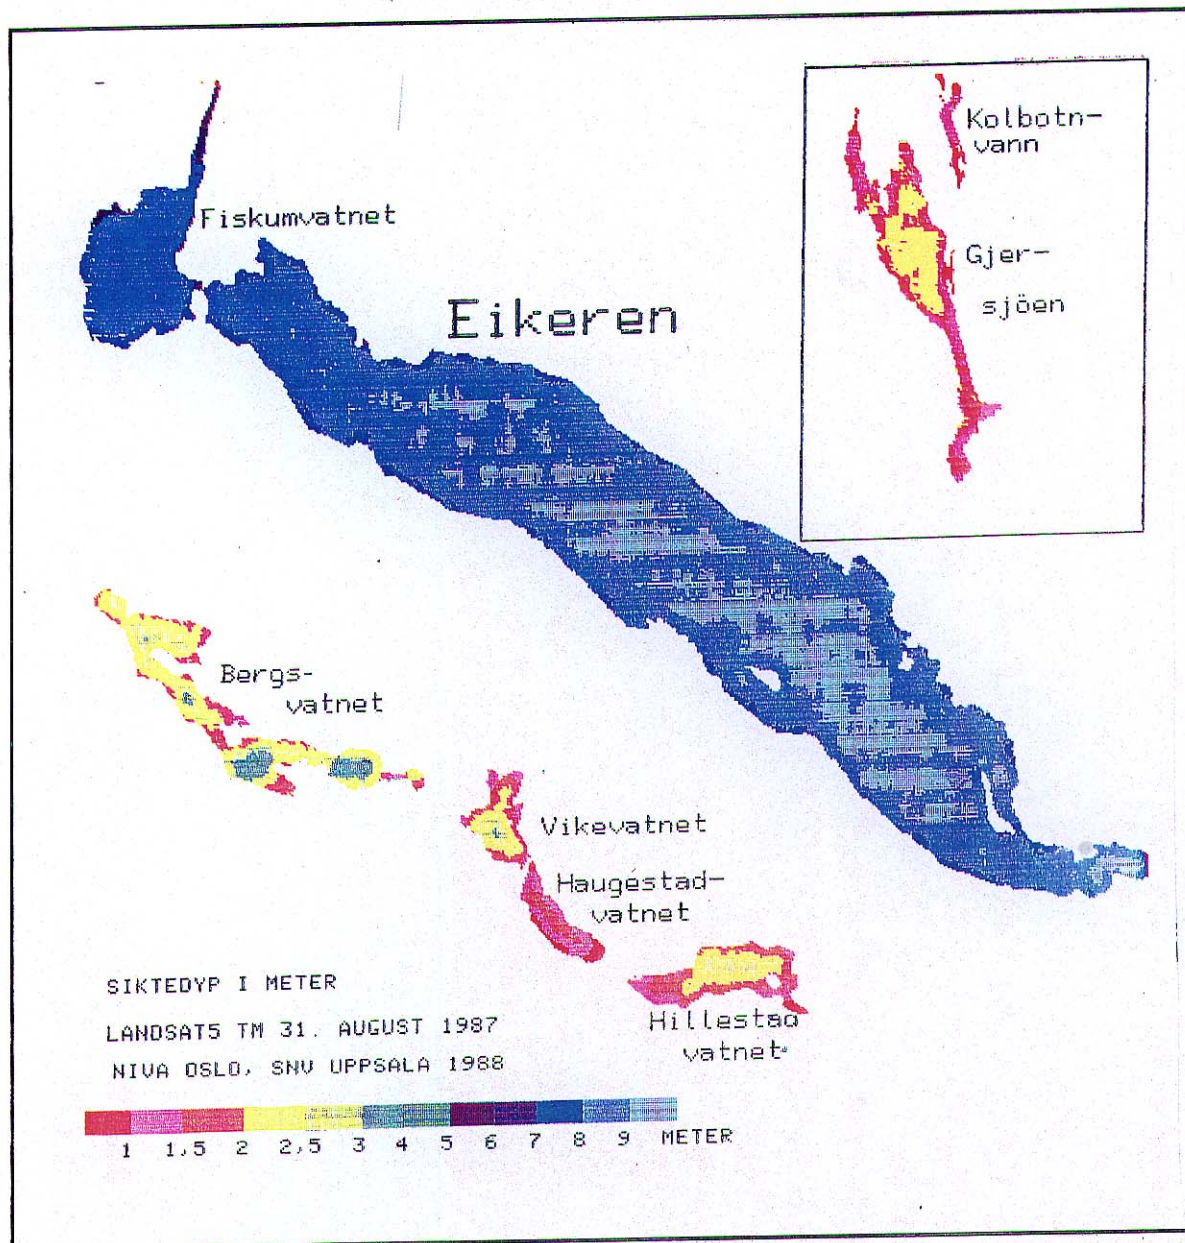 Kolbotn-
vann
Fiskumvatnet
Gjer-
sjöen
Eikeren
Bergs-
vatnet
Vikevatnet
Haugéstad-
vatnet
Hillestad
vatnet
SIKTEDYP I METER
LANDSAT5 TM 31. AUGUST 1987
NIVA OSLO, SNV UPPSALA 1988
1 1,5 2 2,5 3 4 5 6 7 8 9 METER